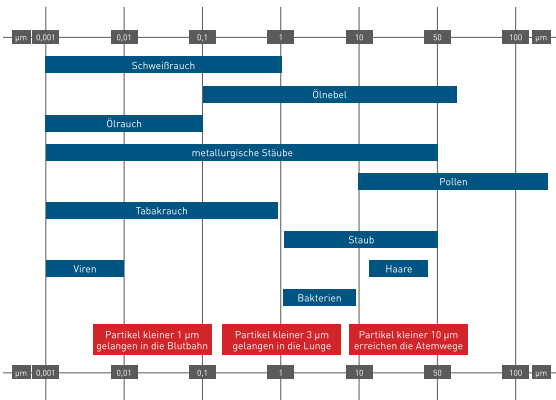 µm 0,001 0,01 0,1 1 10 50 100 µm
Schweißrauch
Ölnebel
Ölrauch
metallurgische Stäube
Pollen
Tabakrauch
Staub
Viren
Haare
Bakterien
Partikel kleiner 1 µm
gelangen in die Blutbahn
Partikel kleiner 3 µm
gelangen in die Lunge
Partikel kleiner 10 µm
erreichen die Atemwege
µm 0,001 0,01 0,1 1 10 50 100 µm